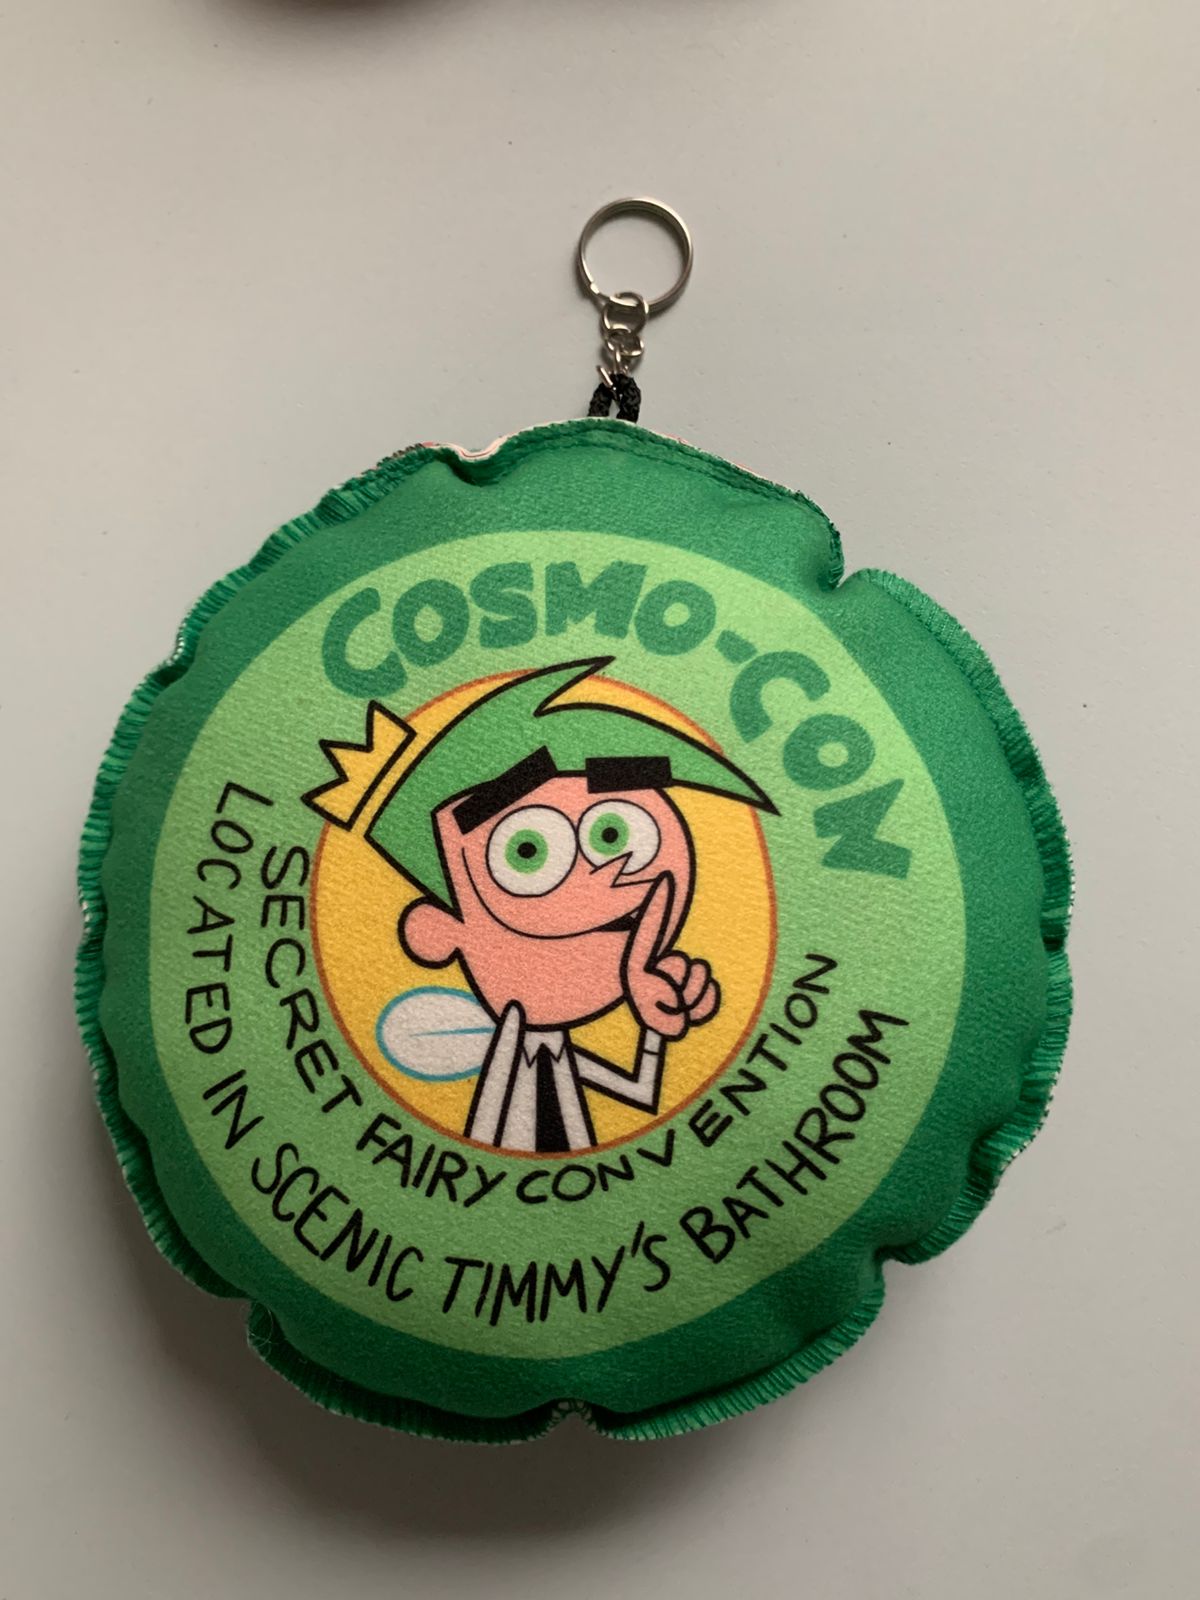 COSMO-CON
SECRET FAIRY CONVENTION
LOCATED IN SCENIC TIMMY'S BATHROOM